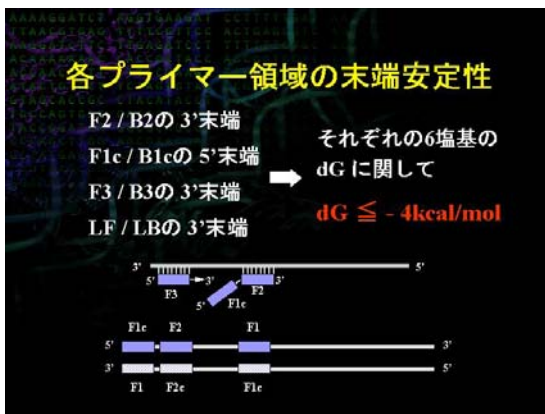 各プライマー領域の末端安定性
F2 / B2の 3’末端
F1c / B1cの 5’末端
F3 / B3の 3’末端
LF / LBの 3’末端
それぞれの6塩基の
dG に関して
dG ≦ - 4kcal/mol
3’ 5’
F3 3’ 5’ F1c F2 3’
F1c F2 F1
5’ 3’
3’ 5’
F1 F2c F1c